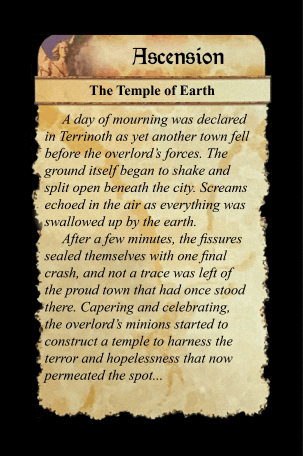 Ascension
The Temple of Earth
A day of mourning was declared
in Terrinoth as yet another town fell
before the overlord's forces. The
ground itself began to shake and
split open beneath the city. Screams
echoed in the air as everything was
swallowed up by the earth.
After a few minutes, the fissures
sealed themselves with one final
crash, and not a trace was left of
the proud town that had once stood
there. Capering and celebrating,
the overlord's minions started to
construct a temple to harness the
terror and hopelessness that now
permeated the spot...